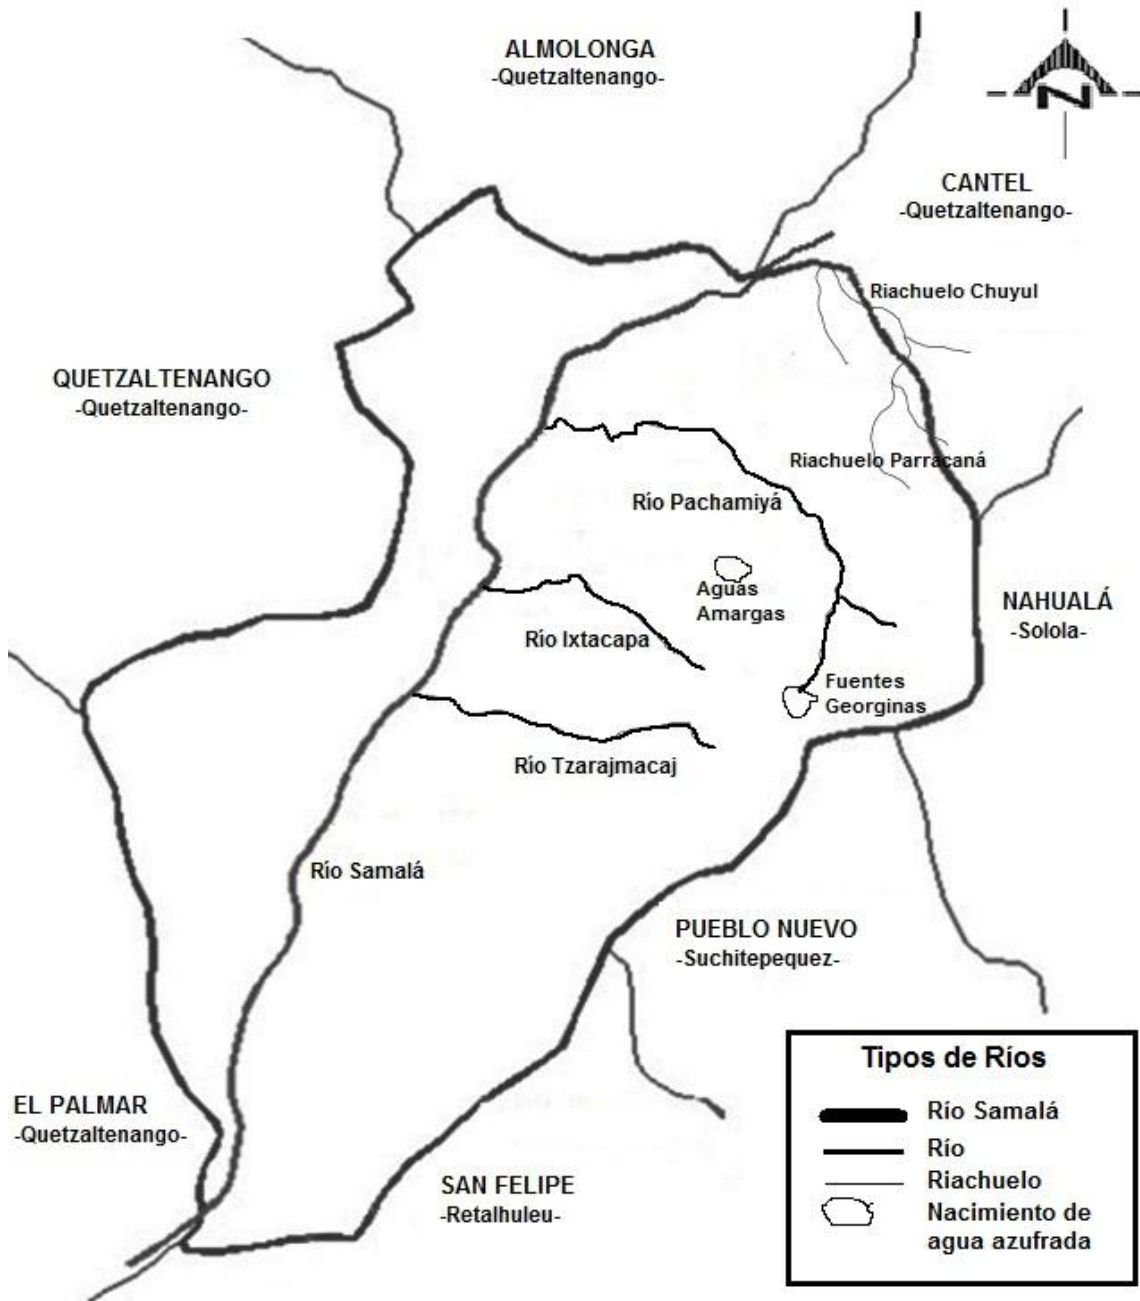 ALMOLONGA
-Quetzaltenango-
CANTEL
-Quetzaltenango-
Riachuelo Chuyul
QUETZALTENANGO
-Quetzaltenango-
Riachuelo Parracaná
Río Pachamiyá
Aguas
Amargas
NAHUALÁ
-Solola-
Río Ixtacapa
Fuentes
Georginas
Río Tzarajmacaj
Río Samalá
PUEBLO NUEVO
-Suchitepequez-
EL PALMAR
-Quetzaltenango-
SAN FELIPE
-Retalhuleu-
Tipos de Ríos
Río Samalá
Río
Riachuelo
Nacimiento de
agua azufrada